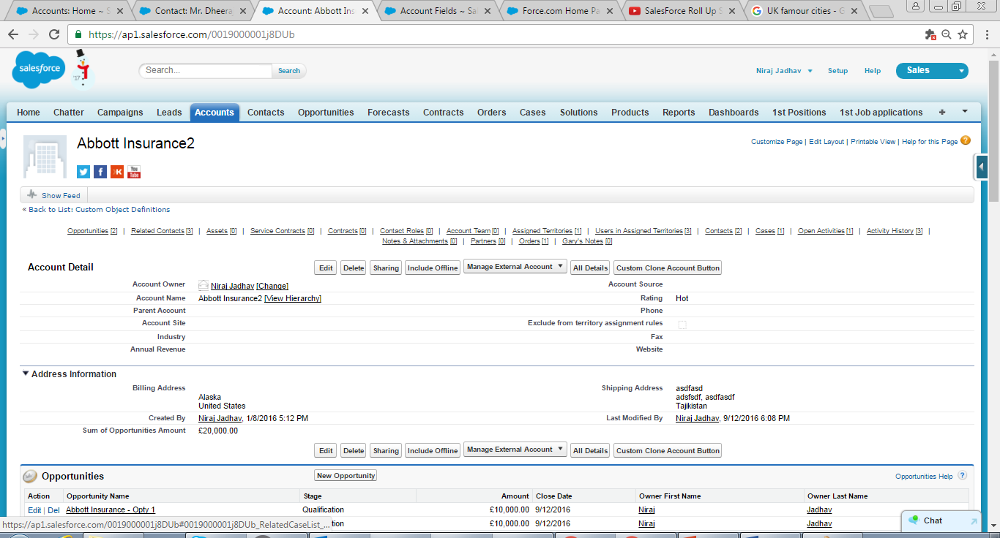 Accounts: Home ~ S
Contact: Mr. Dheeraj
Account: Abbott Ins
Account Fields ~ Sa
Force.com Home Pa
SalesForce Roll Up S
UK famour cities - G
https://ap1.salesforce.com/0019000001j8DUb
salesforce
'17
Search...
Search
Niraj Jadhav
Setup
Help
Sales
Home Chatter Campaigns Leads Accounts Contacts Opportunities Forecasts Contracts Orders Cases Solutions Products Reports Dashboards 1st Positions 1st Job applications +
Abbott Insurance2
Customize Page | Edit Layout | Printable View | Help for this Page ?
You Tube
Show Feed
« Back to List: Custom Object Definitions
Opportunities [2] | Related Contacts [3] | Assets [0] | Service Contracts [0] | Contracts [0] | Contact Roles [0] | Account Team [0] | Assigned Territories [1] | Users in Assigned Territories [3] | Contacts [2] | Cases [1] | Open Activities [1] | Activity History [3] |
Notes & Attachments [0] | Partners [0] | Orders [1] | Gary's Notes [0]
Account Detail
Edit Delete Sharing Include Offline Manage External Account All Details Custom Clone Account Button
Account Owner Niraj Jadhav [Change] Account Source
Account Name Abbott Insurance2 [View Hierarchy] Rating Hot
Parent Account Phone
Account Site Exclude from territory assignment rules
Industry Fax
Annual Revenue Website
Address Information
Billing Address Shipping Address asdfasd
Alaska adsfsdf, asdfasdf
United States Tajikistan
Created By Niraj Jadhav, 1/8/2016 5:12 PM Last Modified By Niraj Jadhav, 9/12/2016 6:08 PM
Sum of Opportunities Amount £20,000.00
Edit Delete Sharing Include Offline Manage External Account All Details Custom Clone Account Button
Opportunities New Opportunity Opportunities Help ?
Action Opportunity Name Stage Amount Close Date Owner First Name Owner Last Name
Edit | Del Abbott Insurance - Opty 1 Qualification £10,000.00 9/12/2016 Niraj Jadhav
£10,000.00 9/12/2016 Niraj Jadhav
https://ap1.salesforce.com/0019000001j8DUb#0019000001j8DUb_RelatedCaseList_...
Chat